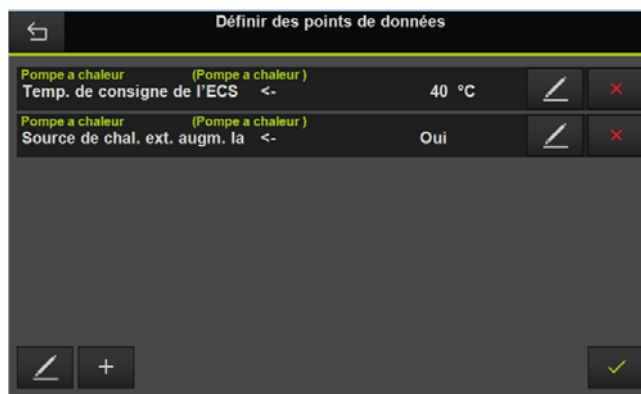 Définir des points de données
Pompe a chaleur (Pompe a chaleur )
Temp. de consigne de l'ECS <- 40 °C
Pompe a chaleur (Pompe a chaleur )
Source de chal. ext. augm. la <- Oui